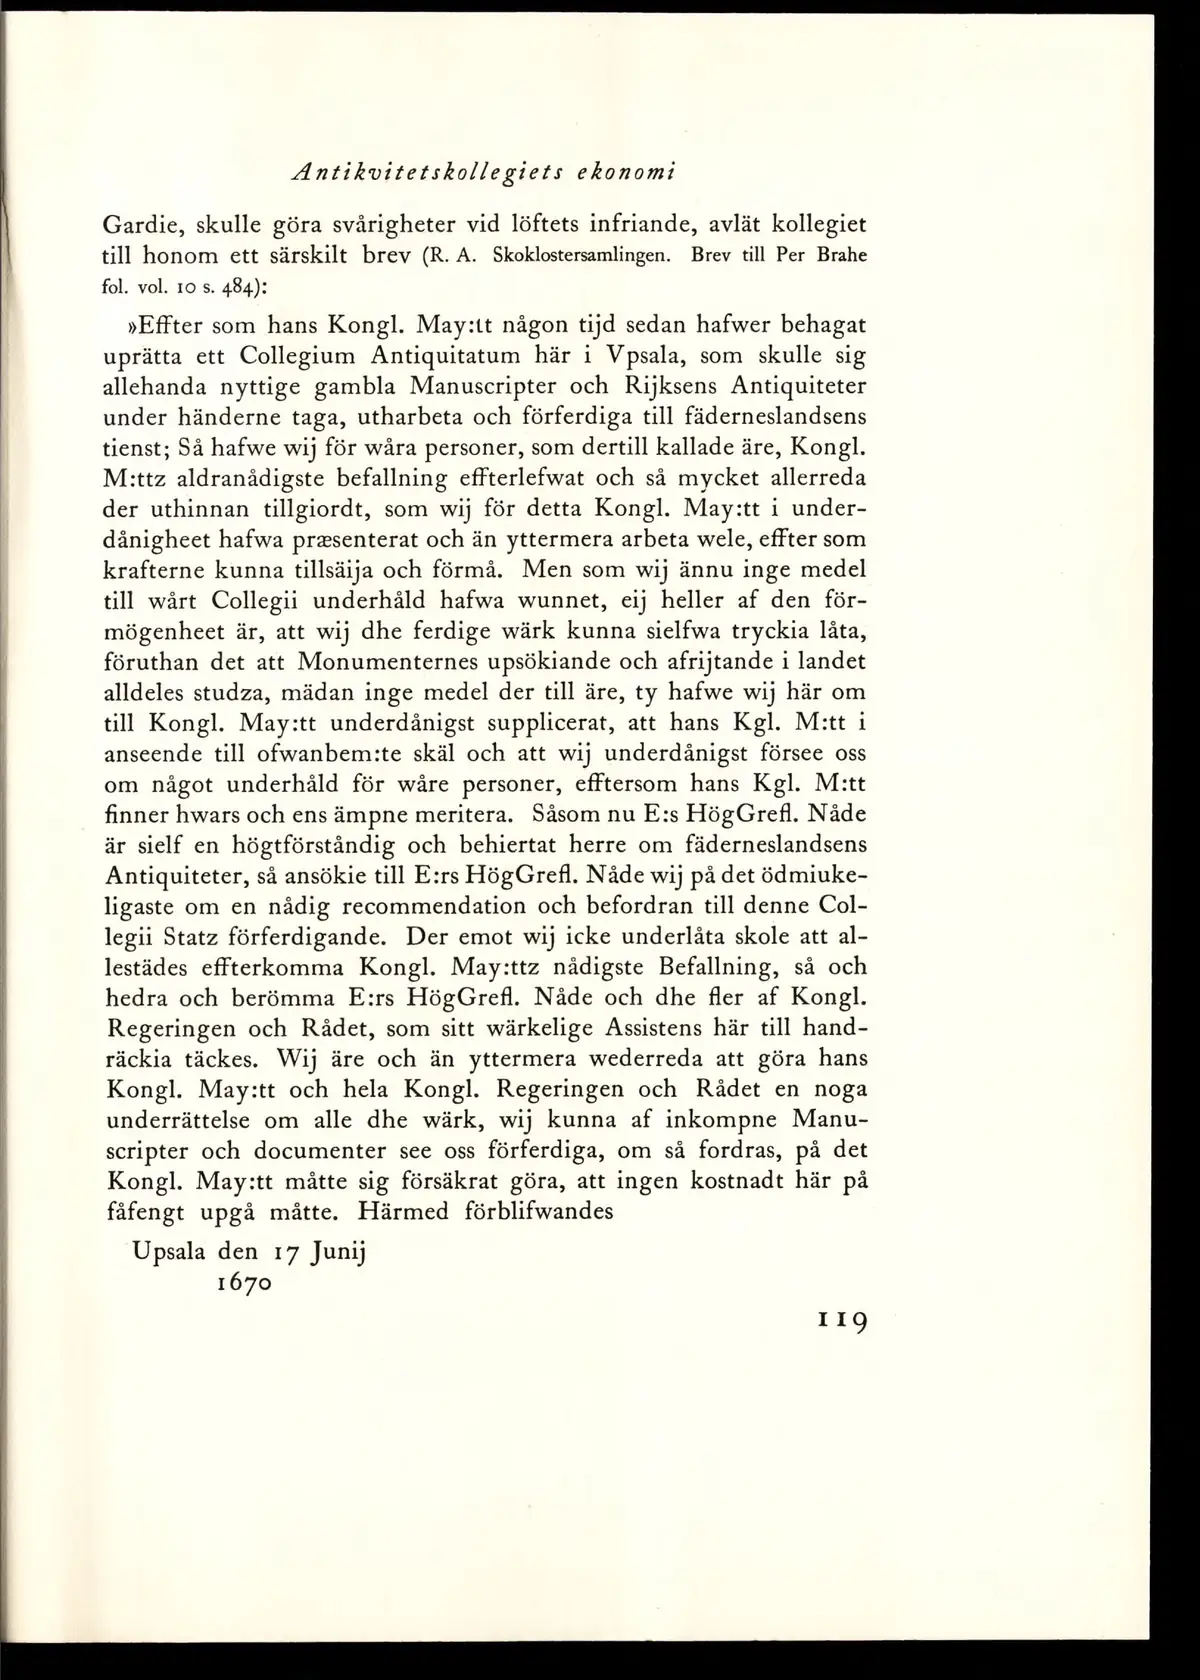 Antikvitetskollegiets ekonomi
Gardie, skulle göra svårigheter vid löftets infriande, avlät kollegiet
till honom ett särskilt brev (R. A. Skoklostersamlingen. Brev till Per Brahe
fol. vol. 10 s. 484):
»Effter som hans Kongl. May:tt någon tijd sedan hafwer behagat
uprätta ett Collegium Antiquitatum här i Vpsala, som skulle sig
allehanda nyttige gambla Manuscripter och Rijksens Antiquiteter
under händerne taga, utharbeta och förferdiga till fäderneslandsens
tienst; Så hafwe wij för wåra personer, som dertill kallade äre, Kongl.
M:ttz aldranådigste befallning effterlefwat och så mycket allerreda
der uthinnan tillgiordt, som wij för detta Kongl. May:tt i under-
dånigheet hafwa præsenterat och än yttermera arbeta wele, effter som
krafterne kunna tillsäija och förmå. Men som wij ännu inge medel
till wårt Collegii underhåld hafwa wunnet, eij heller af den för-
mögenheet är, att wij dhe ferdige wärk kunna sielfwa tryckia låta,
föruthan det att Monumenternes upsökiande och afrijtande i landet
alldeles studza, mädan inge medel der till äre, ty hafwe wij här om
till Kongl. May:tt underdånigst supplicerat, att hans Kgl. M:tt i
anseende till ofwanbem:te skäl och att wij underdånigst försee oss
om något underhåld för wåre personer, efftersom hans Kgl. M:tt
finner hwars och ens ämpne meritera. Såsom nu E:s HögGrefl. Nåde
är sielf en högtförståndig och behiertat herre om fäderneslandsens
Antiquiteter, så ansökie till E:rs HögGrefl. Nåde wij på det ödmiuke-
ligaste om en nådig recommendation och befordran till denne Col-
legii Statz förferdigande. Der emot wij icke underlåta skole att al-
lestädes effterkomma Kongl. May:ttz nådigste Befallning, så och
hedra och berömma E:rs HögGrefl. Nåde och dhe fler af Kongl.
Regeringen och Rådet, som sitt wärkelige Assistens här till hand-
räckia täckes. Wij äre och än yttermera wederreda att göra hans
Kongl. May:tt och hela Kongl. Regeringen och Rådet en noga
underrättelse om alle dhe wärk, wij kunna af inkompne Manu-
scripter och documenter see oss förferdiga, om så fordras, på det
Kongl. May:tt måtte sig försäkrat göra, att ingen kostnadt här på
fåfengt upgå måtte. Härmed förblifwandes
Upsala den 17 Junij
1670
119